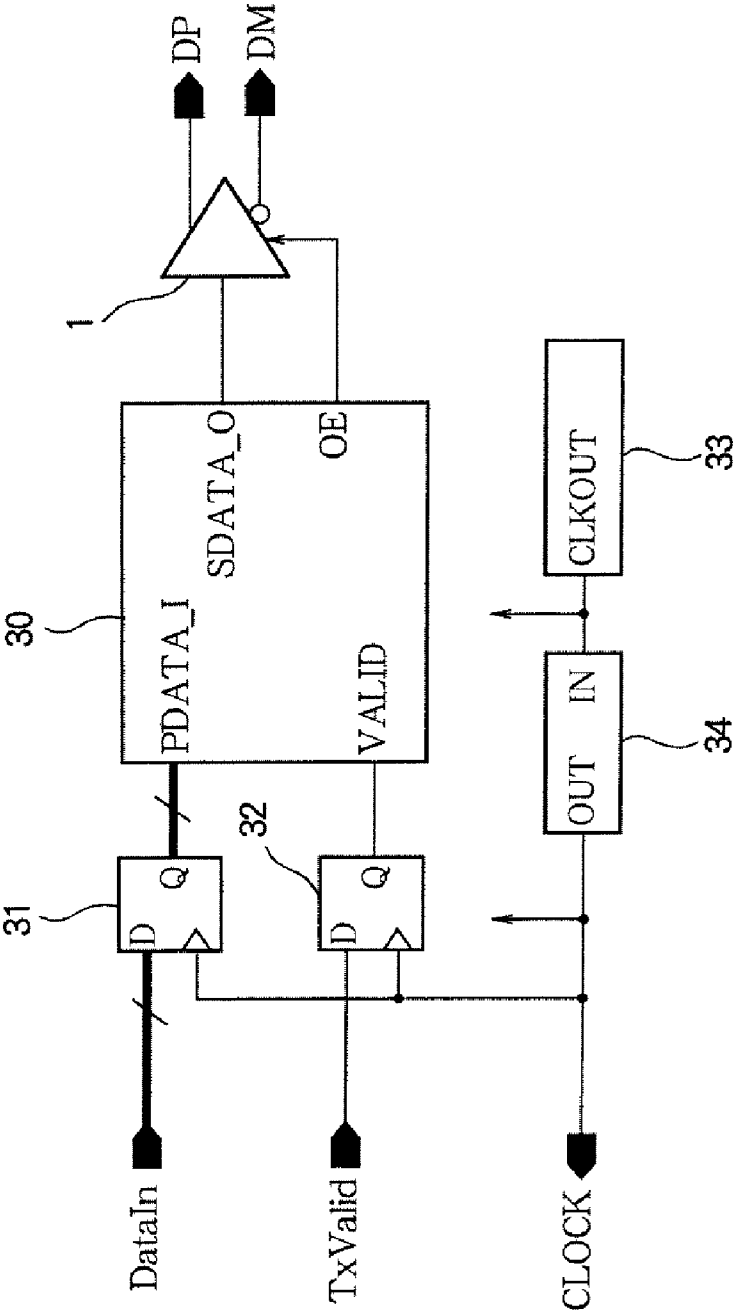 DP
DM
1
SDATA_O
OE
30
PDATA_I
VALID
31
D
Q
32
D
Q
DataIn
TxValid
CLKOUT
33
OUT IN
34
CLOCK